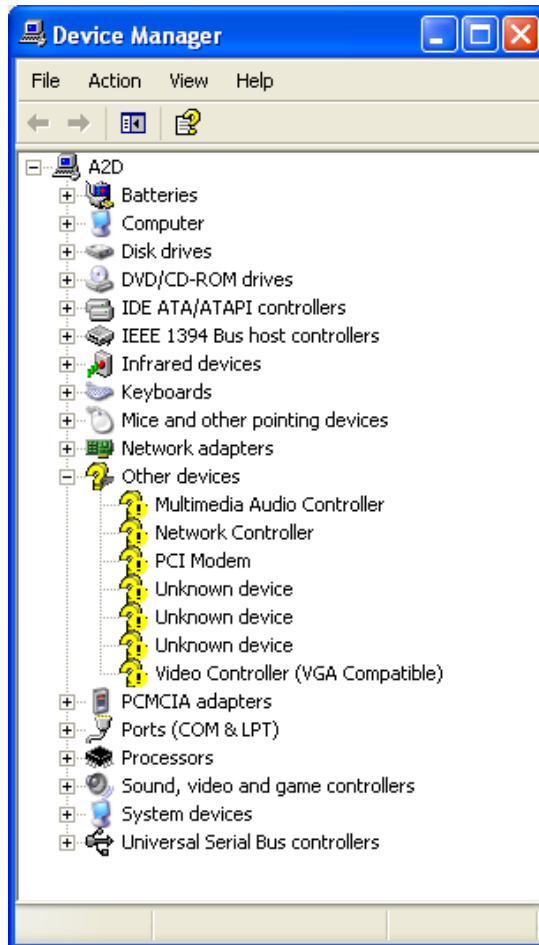 Device Manager
File Action View Help
A2D
Batteries
Computer
Disk drives
DVD/CD-ROM drives
IDE ATA/ATAPI controllers
IEEE 1394 Bus host controllers
Infrared devices
Keyboards
Mice and other pointing devices
Network adapters
Other devices
Multimedia Audio Controller
Network Controller
PCI Modem
Unknown device
Unknown device
Unknown device
Video Controller (VGA Compatible)
PCMCIA adapters
Ports (COM & LPT)
Processors
Sound, video and game controllers
System devices
Universal Serial Bus controllers